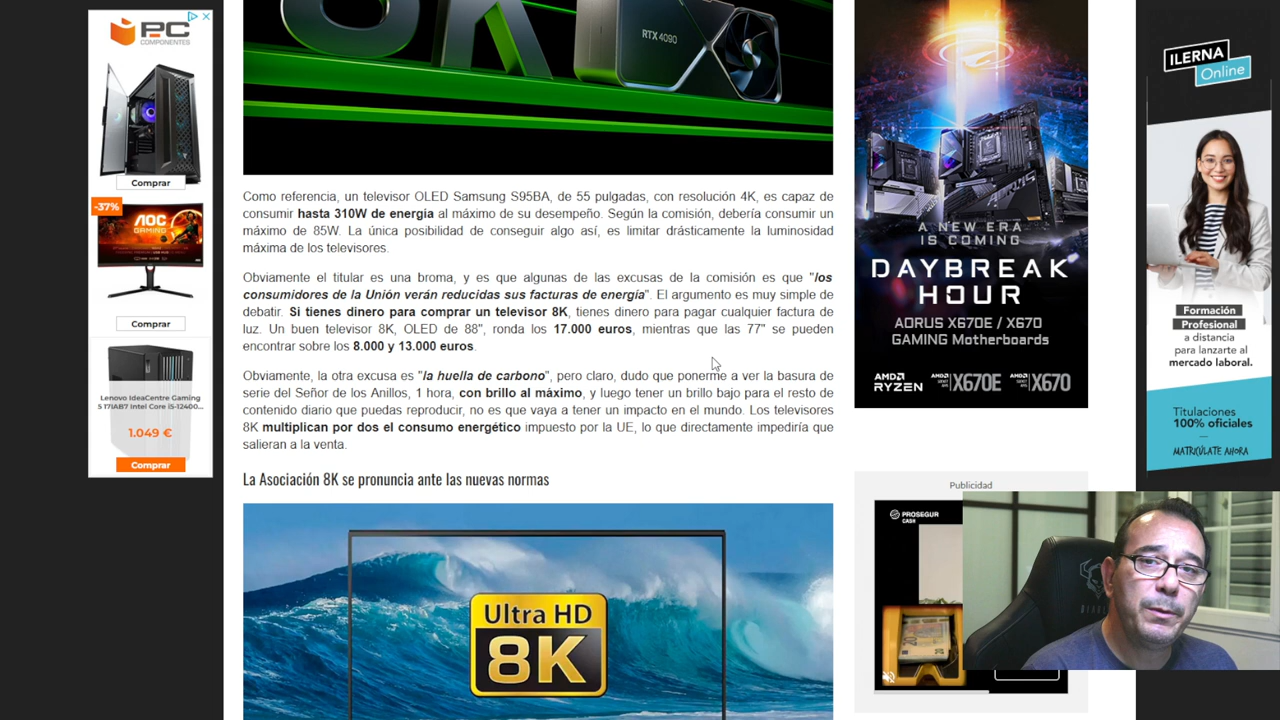 PC
COMPONENTES
Comprar
-37%
AOC
GAMING
Comprar
Lenovo IdeaCentre Gaming
5 17IAB7 Intel Core i5-12400...
1.049 €
Comprar
8K
RTX 4090
Como referencia, un televisor OLED Samsung S95BA, de 55 pulgadas, con resolución 4K, es capaz de
consumir hasta 310W de energía al máximo de su desempeño. Según la comisión, debería consumir un
máximo de 85W. La única posibilidad de conseguir algo así, es limitar drásticamente la luminosidad
máxima de los televisores.
Obviamente el titular es una broma, y es que algunas de las excusas de la comisión es que "los
consumidores de la Unión verán reducidas sus facturas de energía". El argumento es muy simple de
debatir. Si tienes dinero para comprar un televisor 8K, tienes dinero para pagar cualquier factura de
luz. Un buen televisor 8K, OLED de 88", ronda los 17.000 euros, mientras que las 77" se pueden
encontrar sobre los 8.000 y 13.000 euros.
Obviamente, la otra excusa es "la huella de carbono", pero claro, dudo que ponerme a ver la basura de
serie del Señor de los Anillos, 1 hora, con brillo al máximo, y luego tener un brillo bajo para el resto de
contenido diario que puedas reproducir, no es que vaya a tener un impacto en el mundo. Los televisores
8K multiplican por dos el consumo energético impuesto por la UE, lo que directamente impediría que
salieran a la venta.
La Asociación 8K se pronuncia ante las nuevas normas
Ultra HD
8K
A NEW ERA
IS COMING
DAYBREAK
HOUR
AORUS X670E / X670
GAMING Motherboards
AMD
RYZEN
AMD
X670E
AMD
X670
Publicidad
PROSEGUR
CASH
ILERNA
Online
Formación
Profesional
a distancia
para lanzarte al
mercado laboral.
Titulaciones
100% oficiales
MATRICÚLATE AHORA